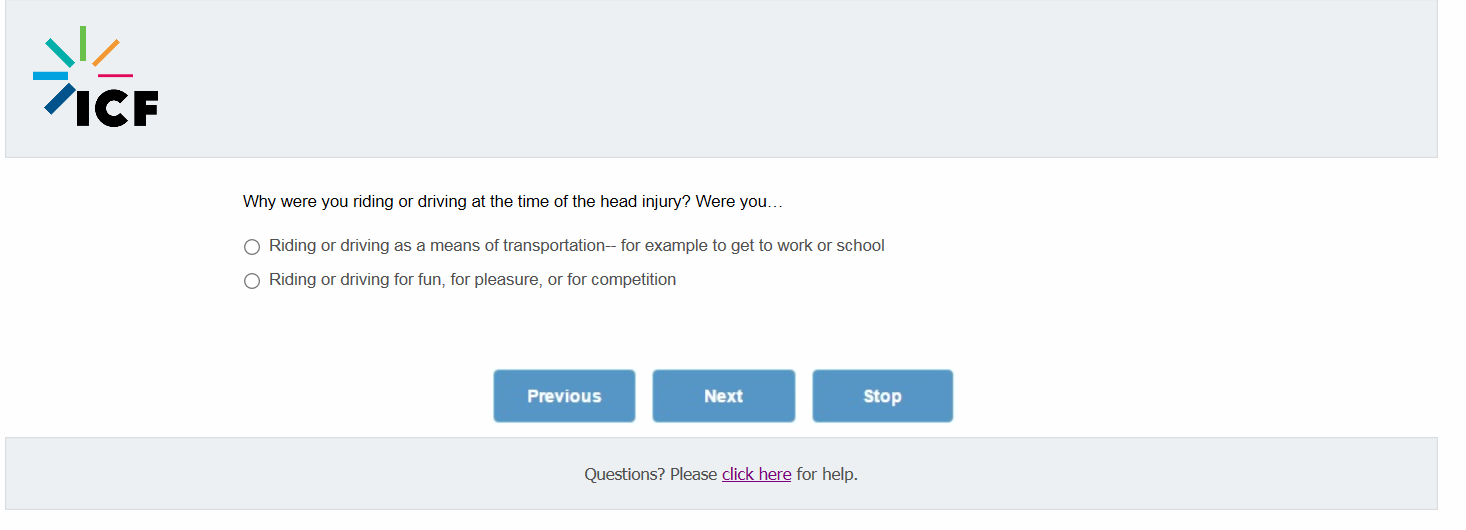 ICF
Why were you riding or driving at the time of the head injury? Were you…
Riding or driving as a means of transportation-- for example to get to work or school
Riding or driving for fun, for pleasure, or for competition
Previous Next Stop
Questions? Please click here for help.